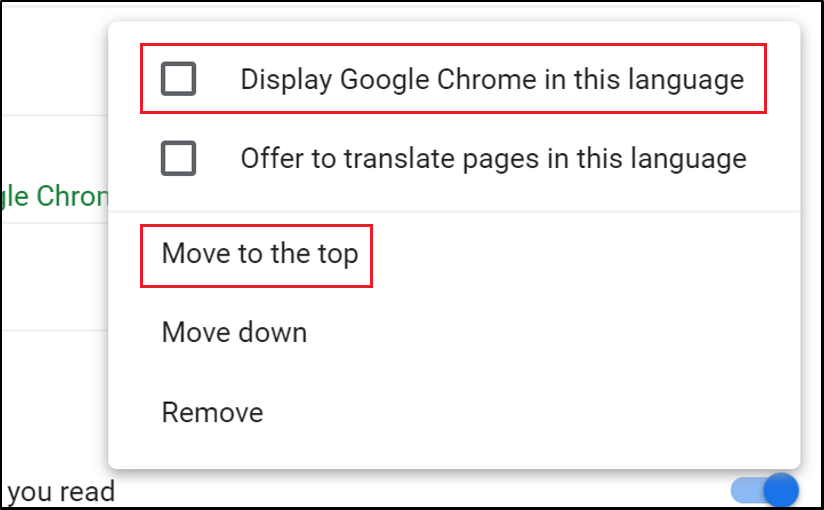 Display Google Chrome in this language
Offer to translate pages in this language
gle Chron
Move to the top
Move down
Remove
you read